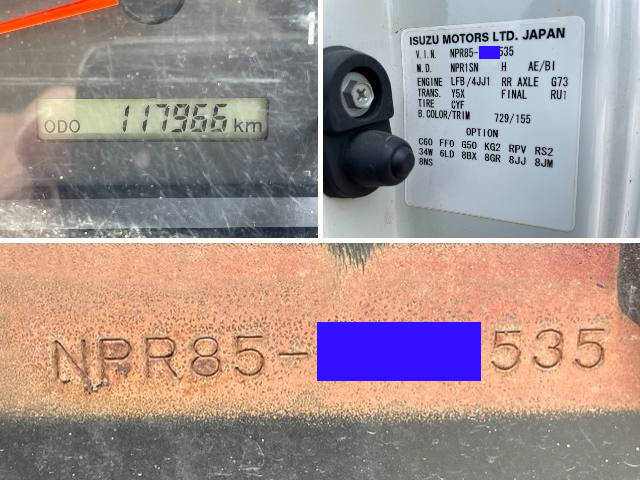 ODO 117966 km
1
ISUZU MOTORS LTD. JAPAN
V.I.N. NPR85- 535
M.D. NPR1SN H AE/BI
ENGINE LFB/4JJ1 RR AXLE G73
TRANS. Y5X FINAL RU1
TIRE CYF
B.COLOR/TRIM 729/155
OPTION
C60 FF0 G50 KG2 RPV RS2
34W 6LD 8BX 8GR 8JJ 8JM
8NS
NPR85- 535